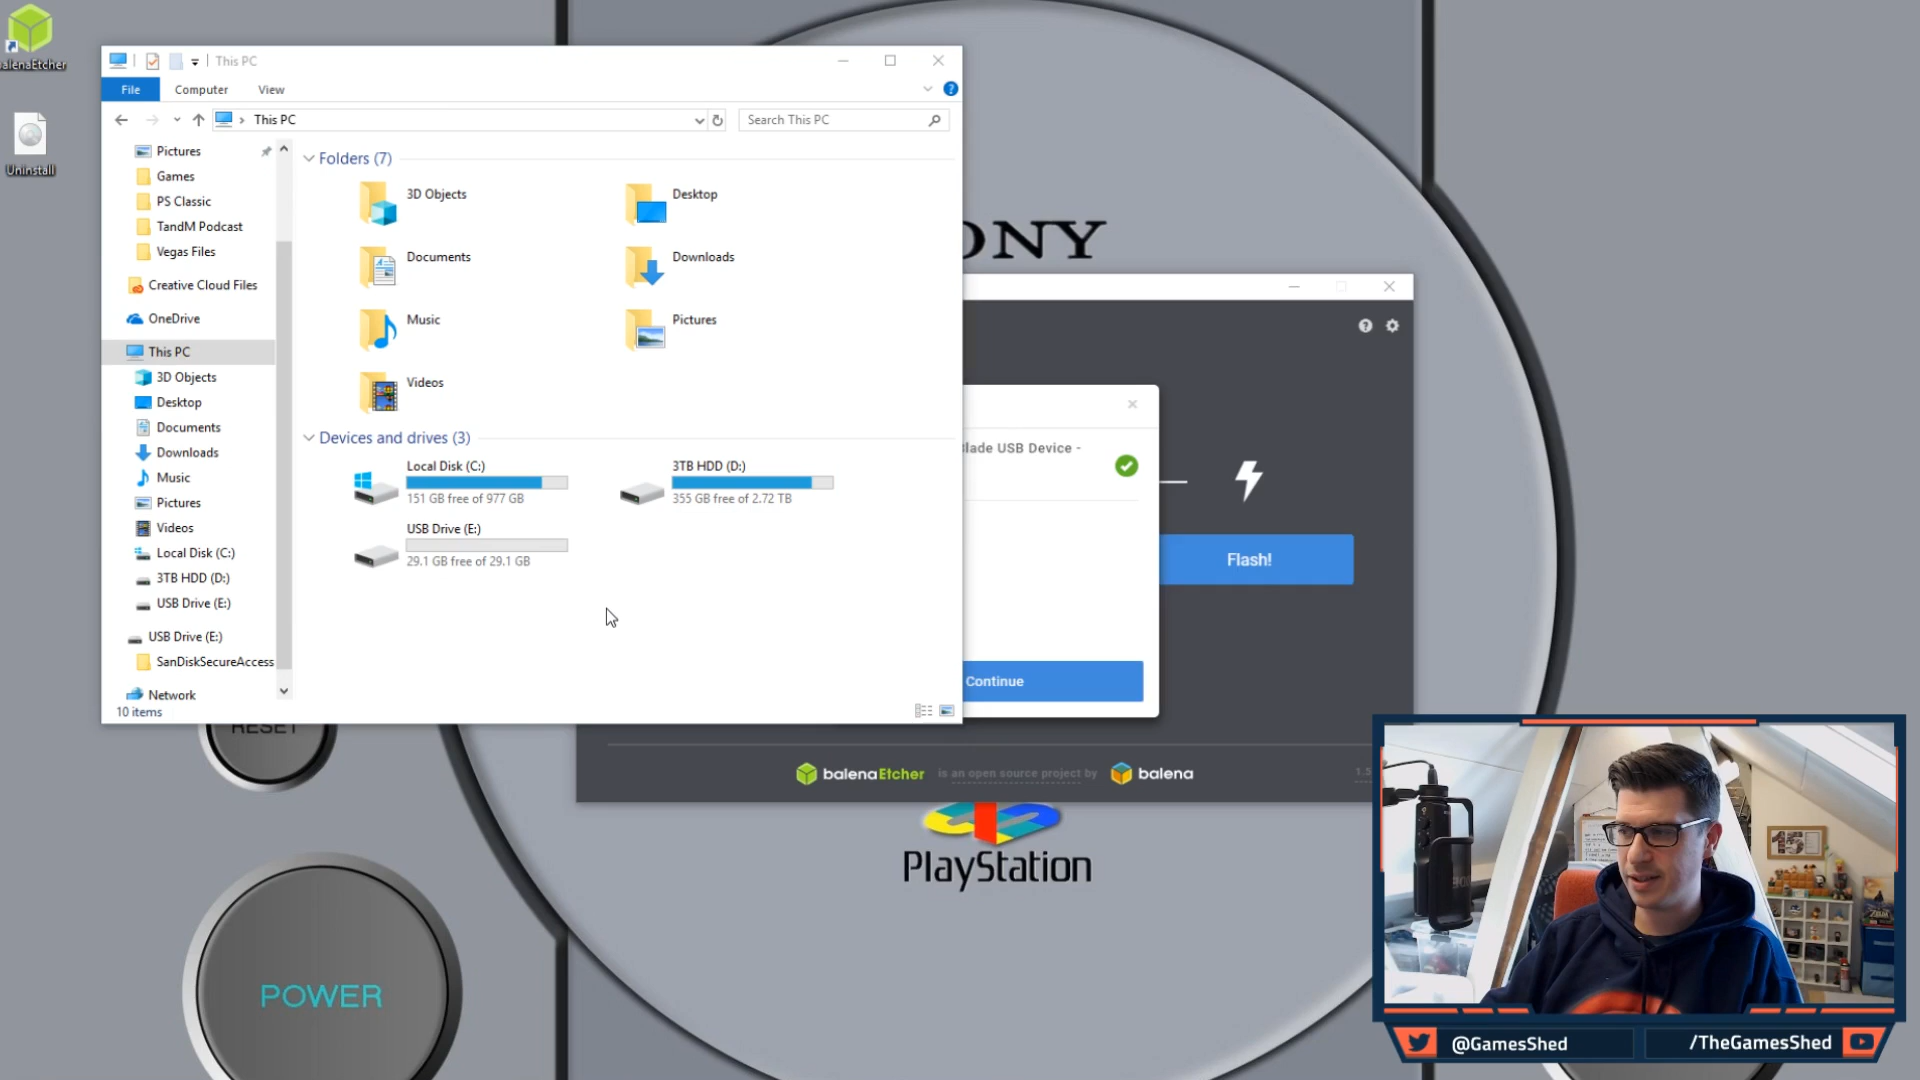 balenaEtcher
Uninstall
This PC
File
Computer
View
This PC
Search This PC
Pictures
Games
PS Classic
TandM Podcast
Vegas Files
Creative Cloud Files
OneDrive
This PC
3D Objects
Desktop
Documents
Downloads
Music
Pictures
Videos
Local Disk (C:)
3TB HDD (D:)
USB Drive (E:)
USB Drive (E:)
SanDiskSecureAccess
Network
10 items
Folders (7)
3D Objects
Desktop
Documents
Downloads
Music
Pictures
Videos
Devices and drives (3)
Local Disk (C:)
151 GB free of 977 GB
3TB HDD (D:)
355 GB free of 2.72 TB
USB Drive (E:)
29.1 GB free of 29.1 GB
ONY
lade USB Device -
Flash!
Continue
balenaEtcher is an open source project by balena
1.5
RESET
POWER
PlayStation
@GamesShed
/TheGamesShed